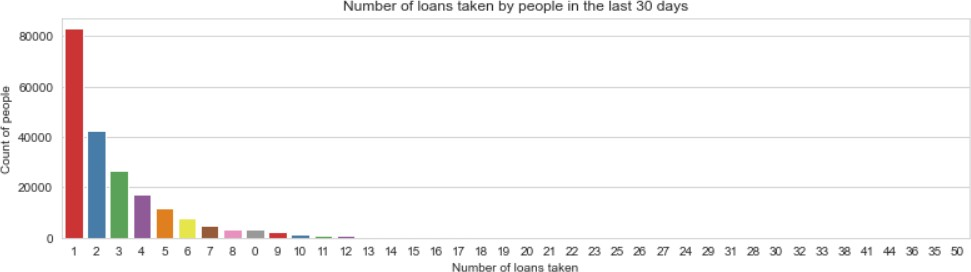 Number of loans taken by people in the last 30 days
Count of people
80000
60000
40000
20000
0
1 2 3 4 5 6 7 8 0 9 10 11 12 13 14 15 16 17 18 19 20 21 22 23 25 26 27 24 29 31 28 30 32 33 38 41 44 36 35 50
Number of loans taken